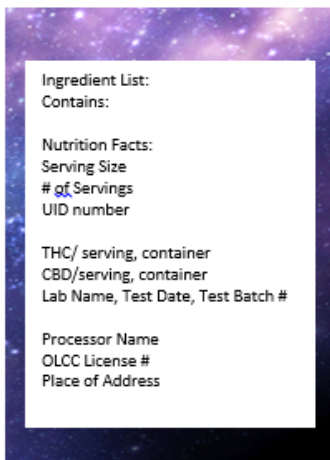 Ingredient List:
Contains:
Nutrition Facts:
Serving Size
# of Servings
UID number
THC/ serving, container
CBD/serving, container
Lab Name, Test Date, Test Batch #
Processor Name
OLCC License #
Place of Address